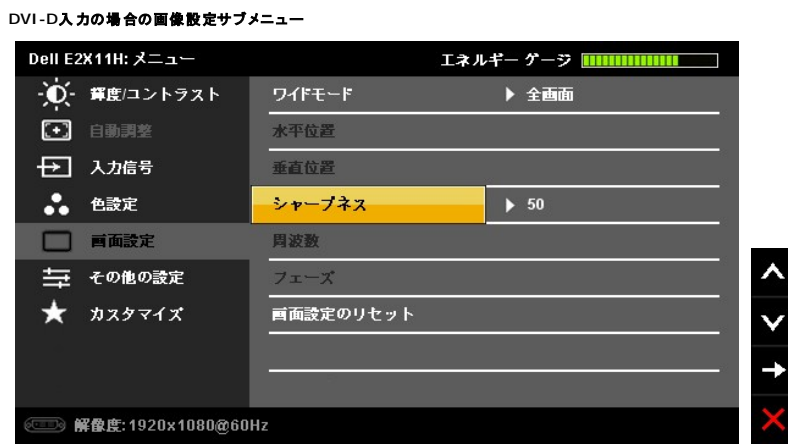 DVI-D入力の場合の画像設定サブメニュー
Dell E2X11H: メニュー
エネルギー ゲージ
輝度/コントラスト
ワイドモード
全画面
自動調整
水平位置
入力信号
垂直位置
色設定
シャープネス
50
画面設定
周波数
その他の設定
フェーズ
カスタマイズ
画面設定のリセット
解像度: 1920x1080@60Hz